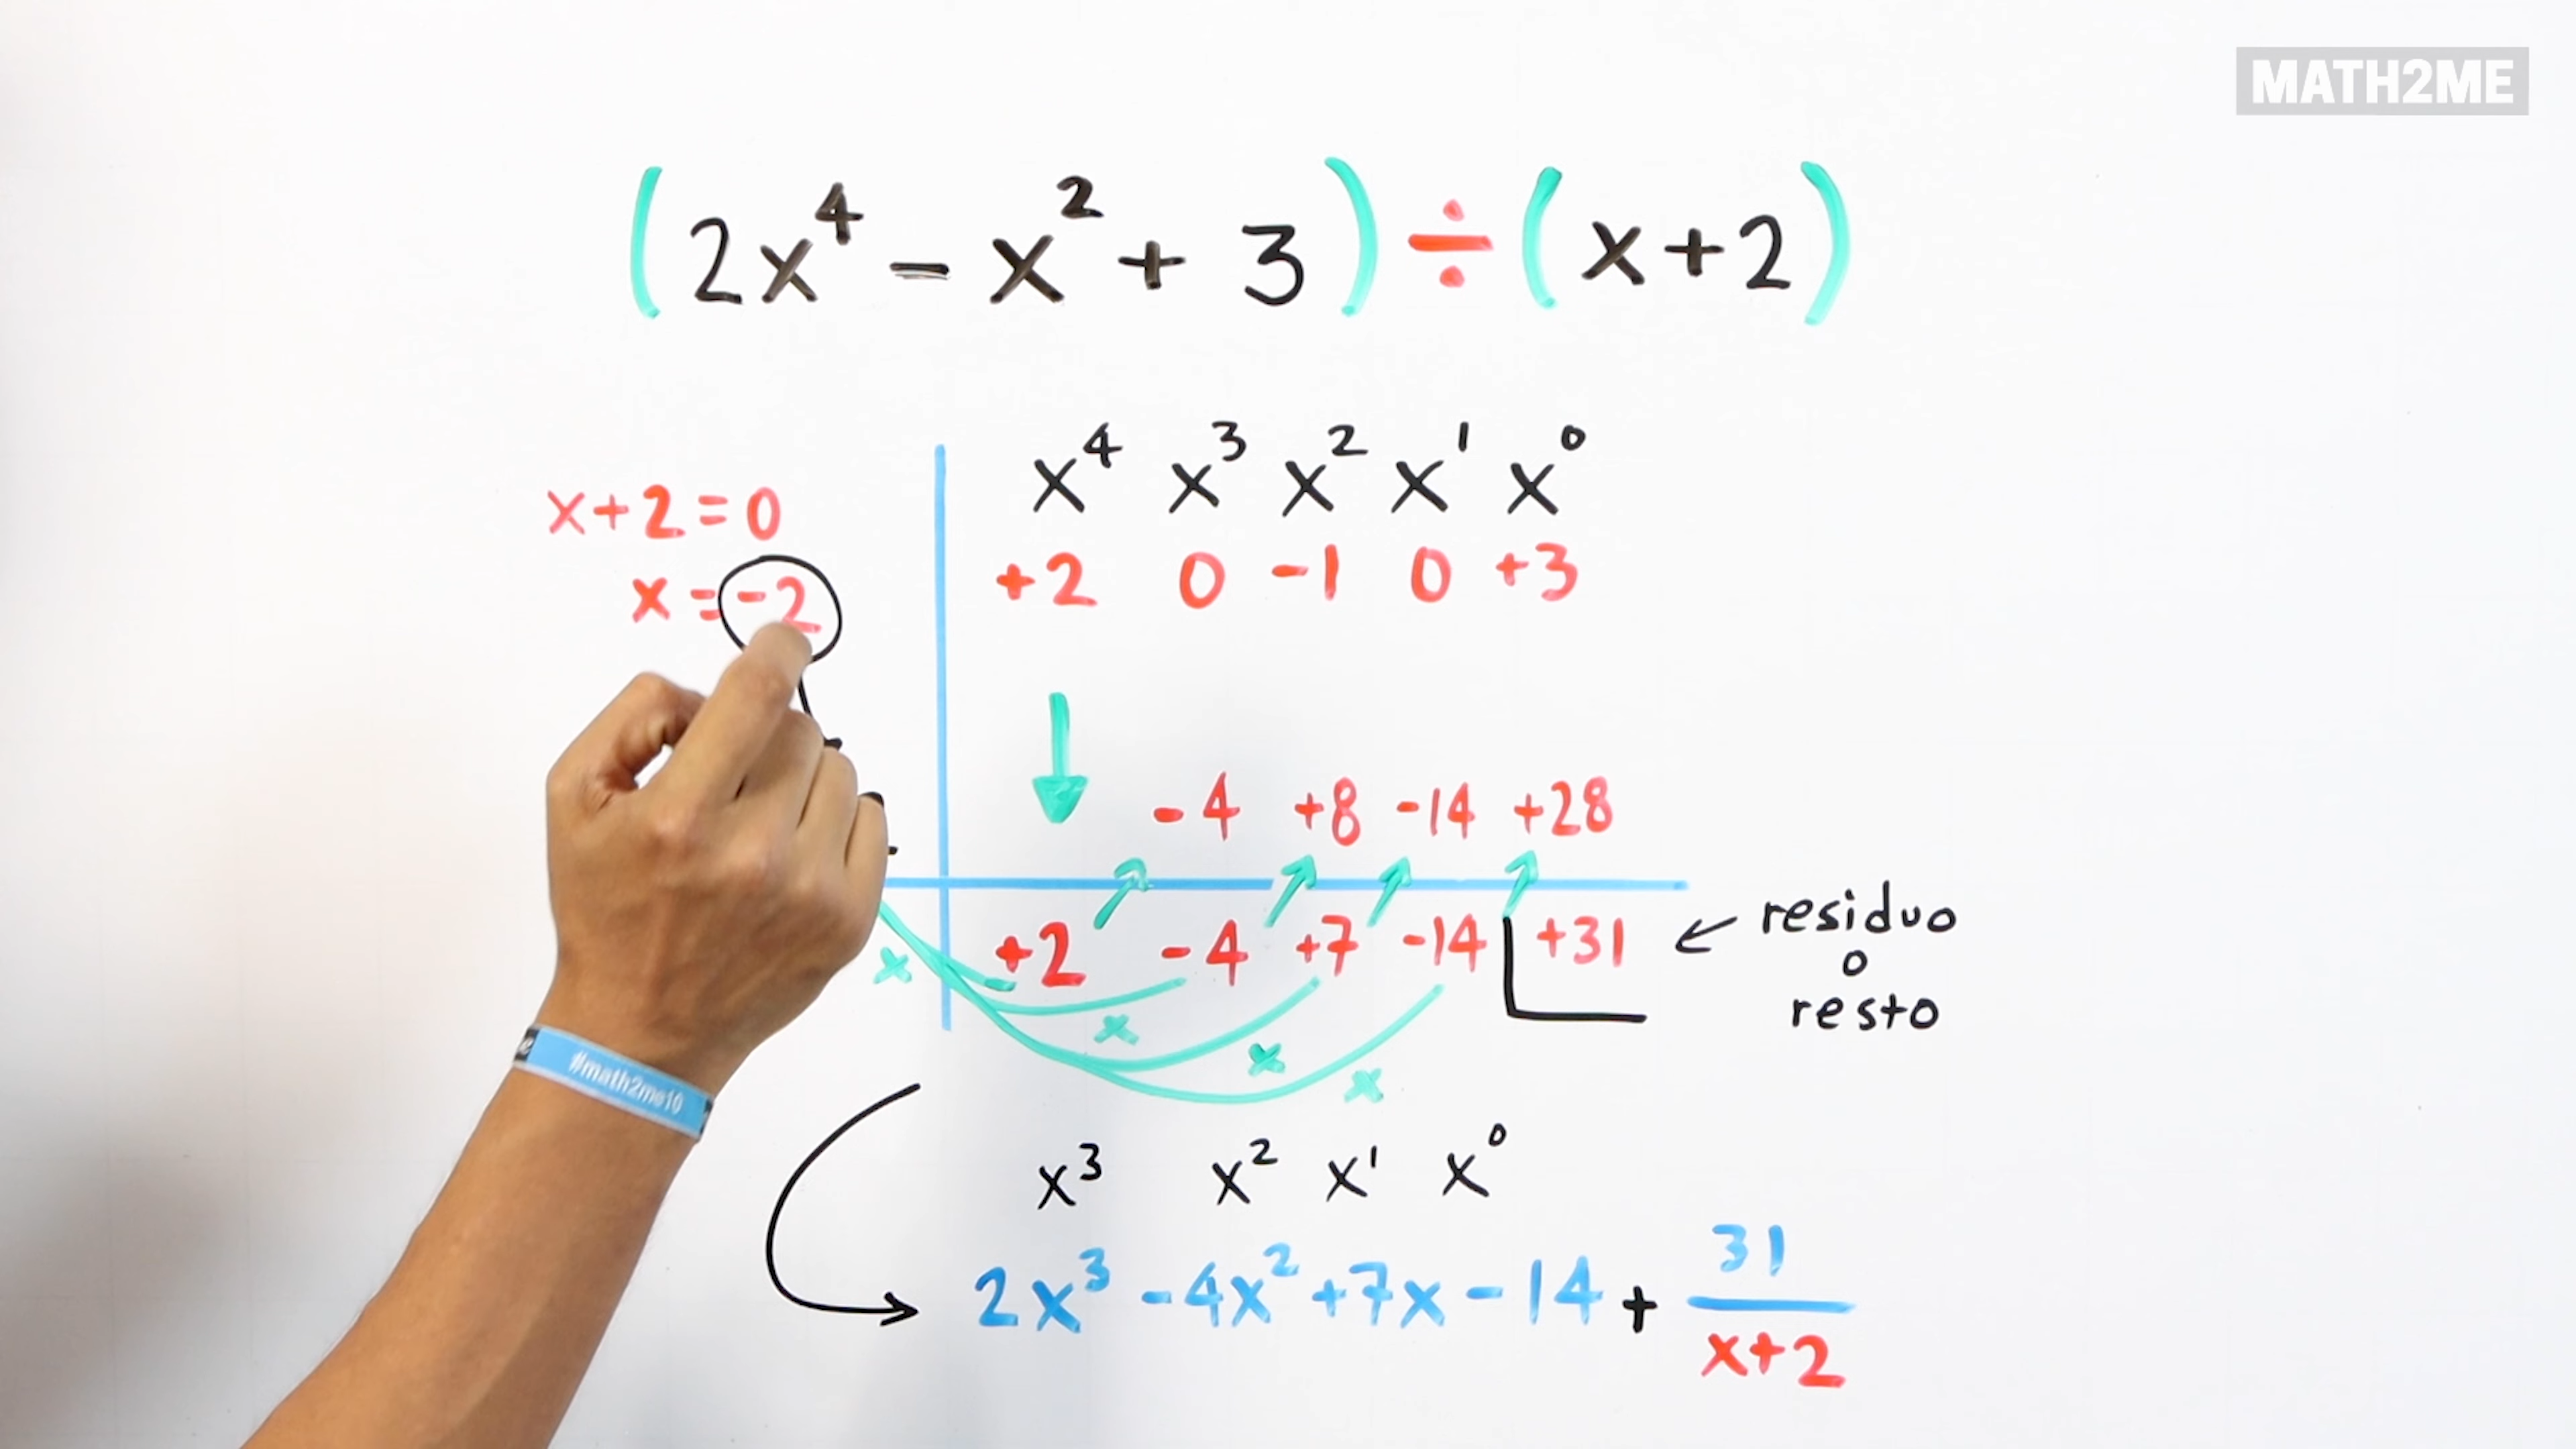 MATH2ME
(2x⁴ - x² + 3) ÷ (x+2)
x⁴ x³ x² x¹ x⁰
x+2=0
+2 0 -1 0 +3
x=-2
-4 +8 -14 +28
+2 -4 +7 -14 +31
← residuo
o
resto
x x x x
#math2me10
x³ x² x¹ x⁰
2x³ -4x² +7x -14 + 31/x+2